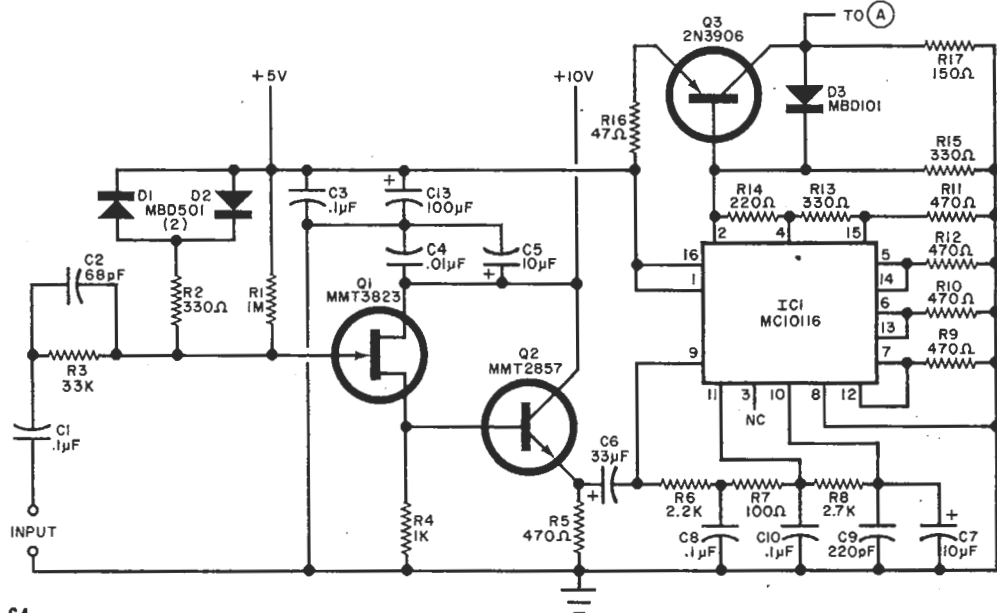 TO A
Q3
2N3906
+5V
+10V
R17
150Ω
D3
MBD101
R16
47Ω
R15
330Ω
D1
D2
MBD501
(2)
C3
.1µF
+
C13
100µF
R14
220Ω
R13
330Ω
R11
470Ω
2
4
15
C2
68pF
C4
.01µF
C5
10µF
+
16
1
5
14
R12
470Ω
R2
330Ω
R1
1M
Q1
MMT3823
IC1
MC10116
6
13
R10
470Ω
R3
33K
Q2
MMT2857
9
7
R9
470Ω
11
3
10
8
12
NC
C1
.1µF
C6
33µF
+
R6
2.2K
R7
100Ω
R8
2.7K
INPUT
R4
1K
R5
470Ω
C8
.1µF
C10
.1µF
C9
220pF
+
C7
10µF